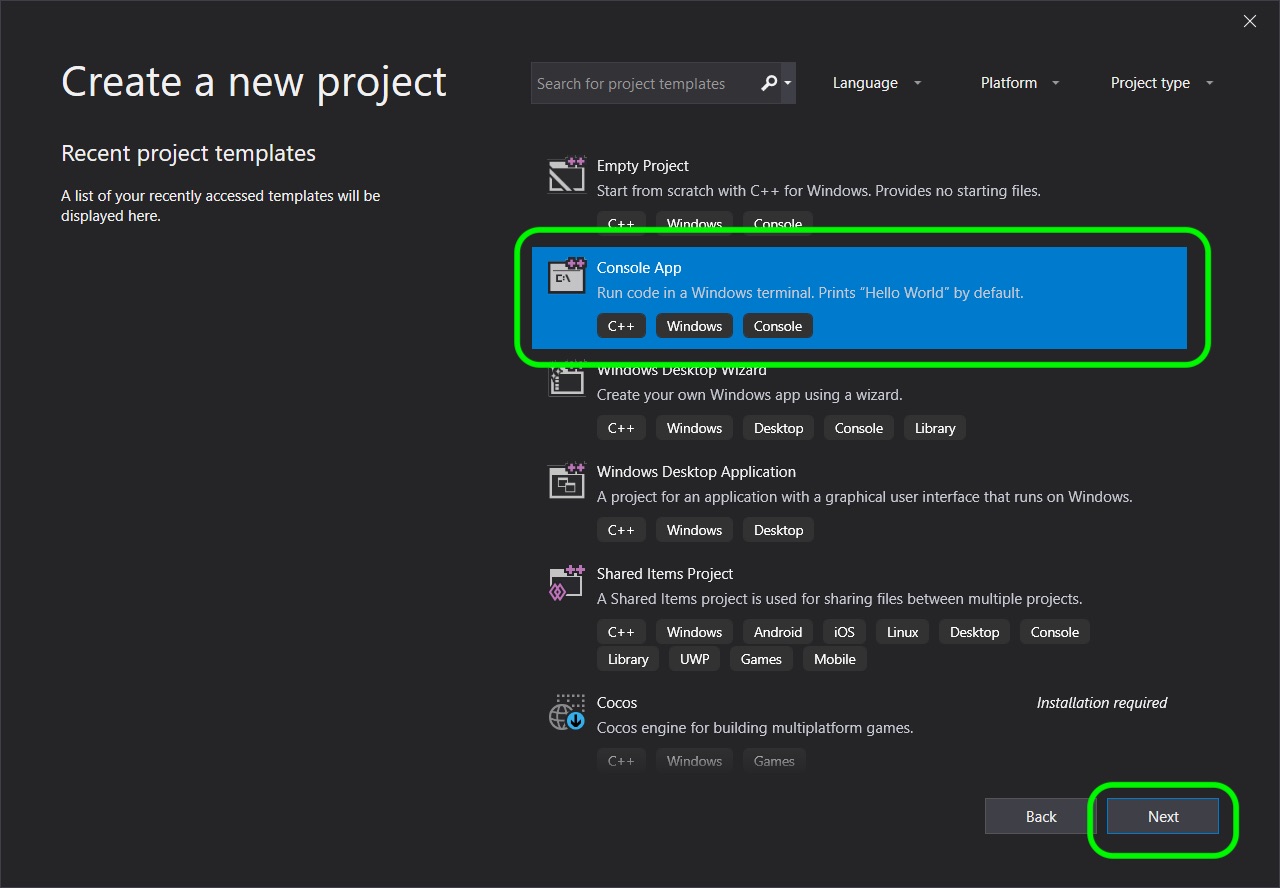 Create a new project
Search for project templates
Language
Platform
Project type
Recent project templates
A list of your recently accessed templates will be
displayed here.
Empty Project
Start from scratch with C++ for Windows. Provides no starting files.
C++ Windows Console
Console App
C:\
Run code in a Windows terminal. Prints “Hello World” by default.
C++ Windows Console
Windows Desktop Wizard
Create your own Windows app using a wizard.
C++ Windows Desktop Console Library
Windows Desktop Application
A project for an application with a graphical user interface that runs on Windows.
C++ Windows Desktop
Shared Items Project
A Shared Items project is used for sharing files between multiple projects.
C++ Windows Android iOS Linux Desktop Console
Library UWP Games Mobile
Cocos Installation required
Cocos engine for building multiplatform games.
C++ Windows Games
Back Next